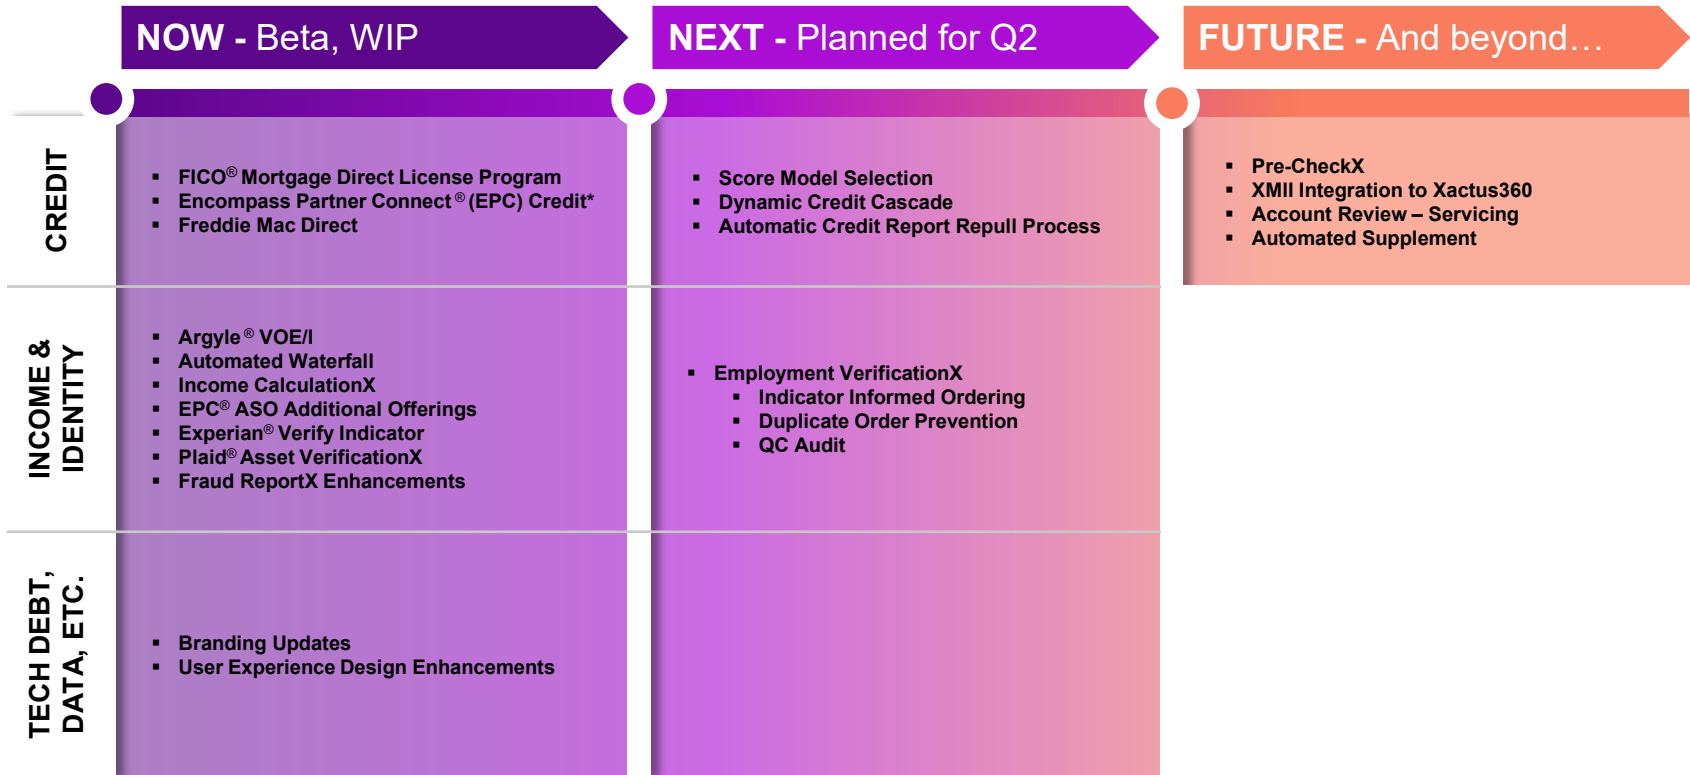 NOW - Beta, WIP
NEXT - Planned for Q2
FUTURE - And beyond…
CREDIT
▪ FICO® Mortgage Direct License Program
▪ Encompass Partner Connect® (EPC) Credit*
▪ Freddie Mac Direct
▪ Score Model Selection
▪ Dynamic Credit Cascade
▪ Automatic Credit Report Repull Process
▪ Pre-CheckX
▪ XMII Integration to Xactus360
▪ Account Review – Servicing
▪ Automated Supplement
INCOME &
IDENTITY
▪ Argyle® VOE/I
▪ Automated Waterfall
▪ Income CalculationX
▪ EPC® ASO Additional Offerings
▪ Experian® Verify Indicator
▪ Plaid® Asset VerificationX
▪ Fraud ReportX Enhancements
▪ Employment VerificationX
▪ Indicator Informed Ordering
▪ Duplicate Order Prevention
▪ QC Audit
TECH DEBT,
DATA, ETC.
▪ Branding Updates
▪ User Experience Design Enhancements